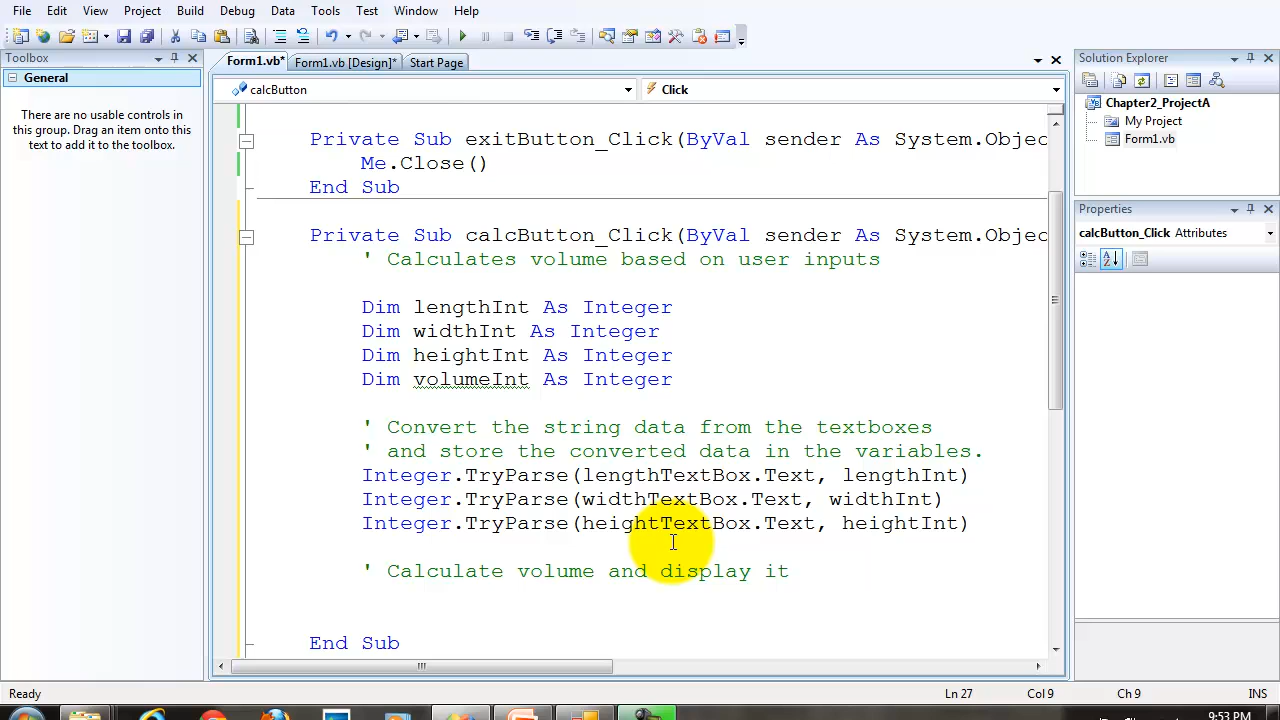 File Edit View Project Build Debug Data Tools Test Window Help
Toolbox
General
There are no usable controls in
this group. Drag an item onto this
text to add it to the toolbox.
Form1.vb* Form1.vb [Design]* Start Page
calcButton Click
Private Sub exitButton_Click(ByVal sender As System.Objec
Me.Close()
End Sub
Private Sub calcButton_Click(ByVal sender As System.Objec
' Calculates volume based on user inputs
Dim lengthInt As Integer
Dim widthInt As Integer
Dim heightInt As Integer
Dim volumeInt As Integer
' Convert the string data from the textboxes
' and store the converted data in the variables.
Integer.TryParse(lengthTextBox.Text, lengthInt)
Integer.TryParse(widthTextBox.Text, widthInt)
Integer.TryParse(heightTextBox.Text, heightInt)
' Calculate volume and display it
End Sub
Solution Explorer
Chapter2_ProjectA
My Project
Form1.vb
Properties
calcButton_Click Attributes
Ready Ln 27 Col 9 Ch 9 INS
9:53 PM